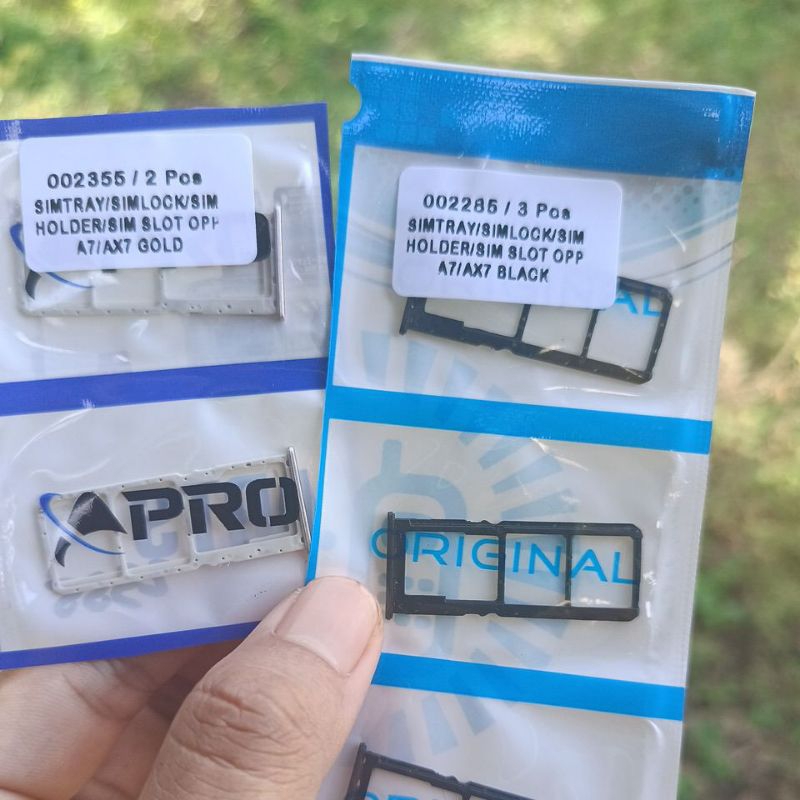 002355 / 2 Pcs
SIMTRAY/SIMLOCK/SIM
HOLDER/SIM SLOT OPP
A7/AX7 GOLD
APRO
002285 / 3 Pcs
SIMTRAY/SIMLOCK/SIM
HOLDER/SIM SLOT OPP
A7/AX7 BLACK
AL
ORIGINAL